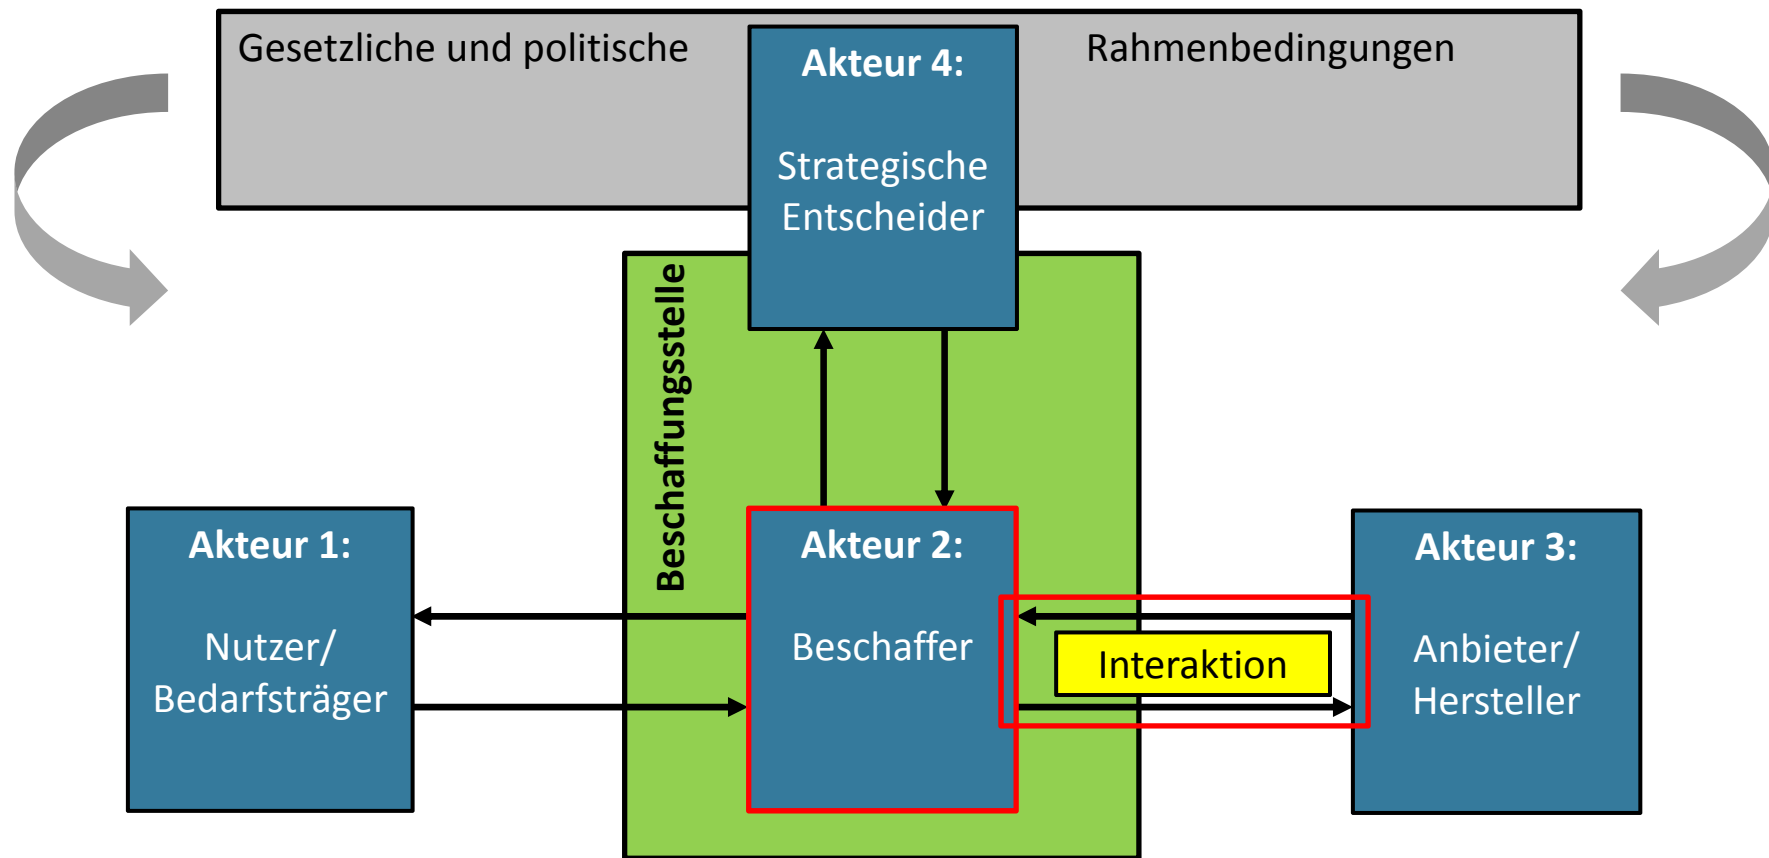 Gesetzliche und politische
Rahmenbedingungen
Akteur 4:
Strategische
Entscheider
Beschaffungsstelle
Akteur 1:
Nutzer/
Bedarfsträger
Akteur 2:
Beschaffer
Interaktion
Akteur 3:
Anbieter/
Hersteller